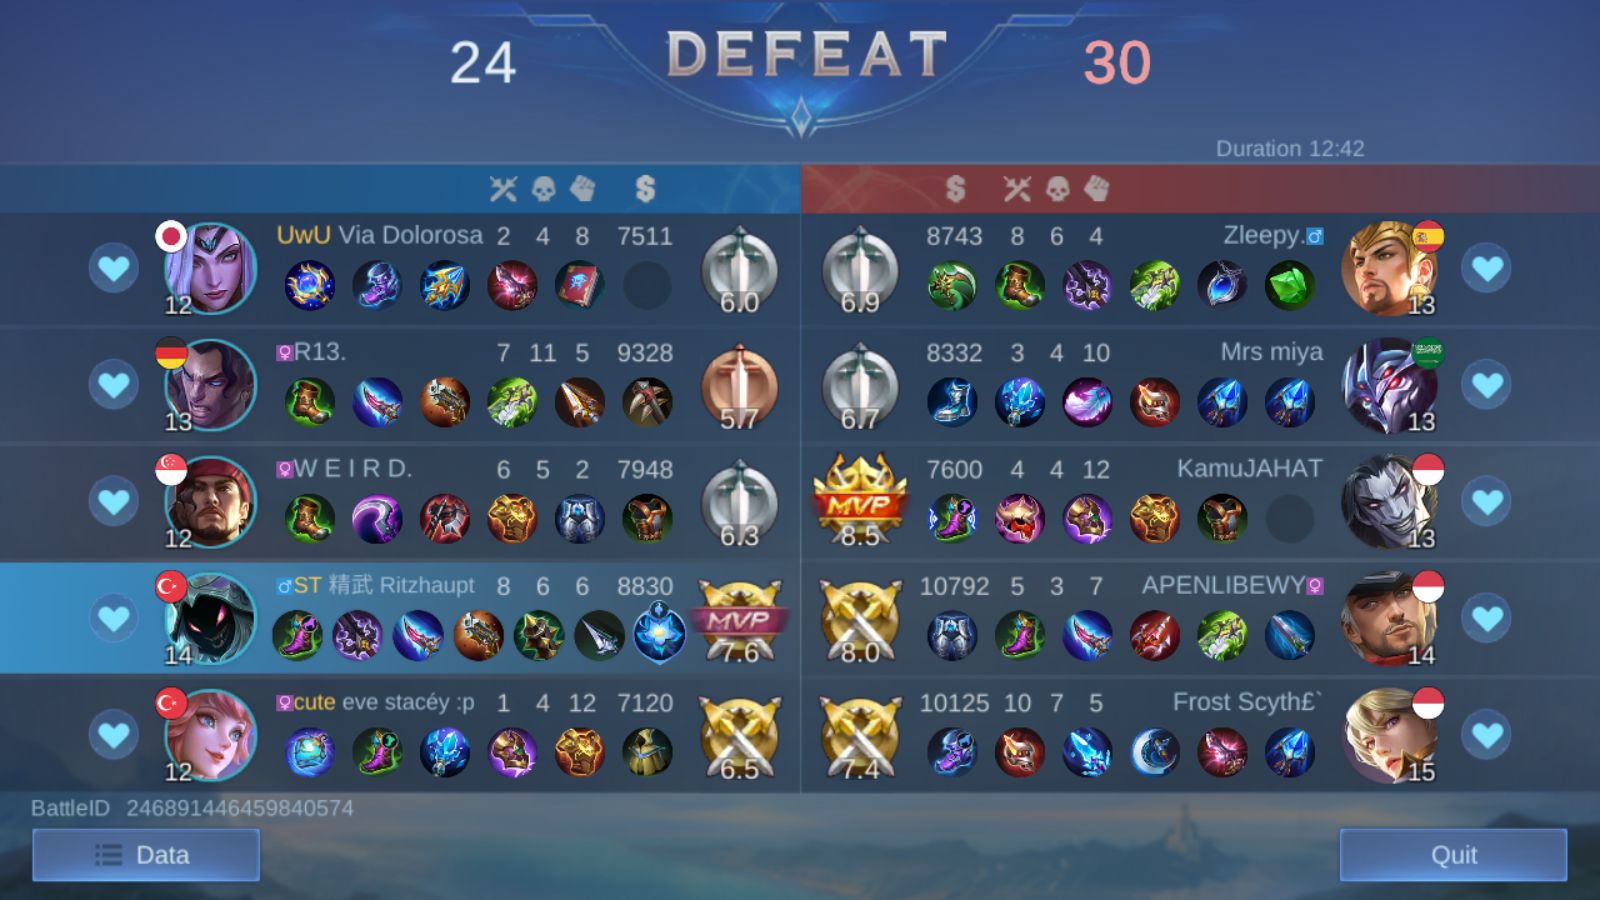 24 DEFEAT 30
Duration 12:42
UwU Via Dolorosa 2 4 8 7511
12 6.0
8743 8 6 4 Zleepy.♂
6.9 13
♀R13. 7 11 5 9328
13 5.7
8332 3 4 10 Mrs miya
6.7 13
♀W E I R D. 6 5 2 7948
12 6.3
7600 4 4 12 KamuJAHAT
MVP 8.5 13
♂ST 精武 Ritzhaupt 8 6 6 8830
14 MVP 7.6
10792 5 3 7 APENLIBEWY♀
8.0 14
♀cute eve stacéy :p 1 4 12 7120
12 6.5
10125 10 7 5 Frost Scyth£`
7.4 15
BattleID 246891446459840574
Data
Quit